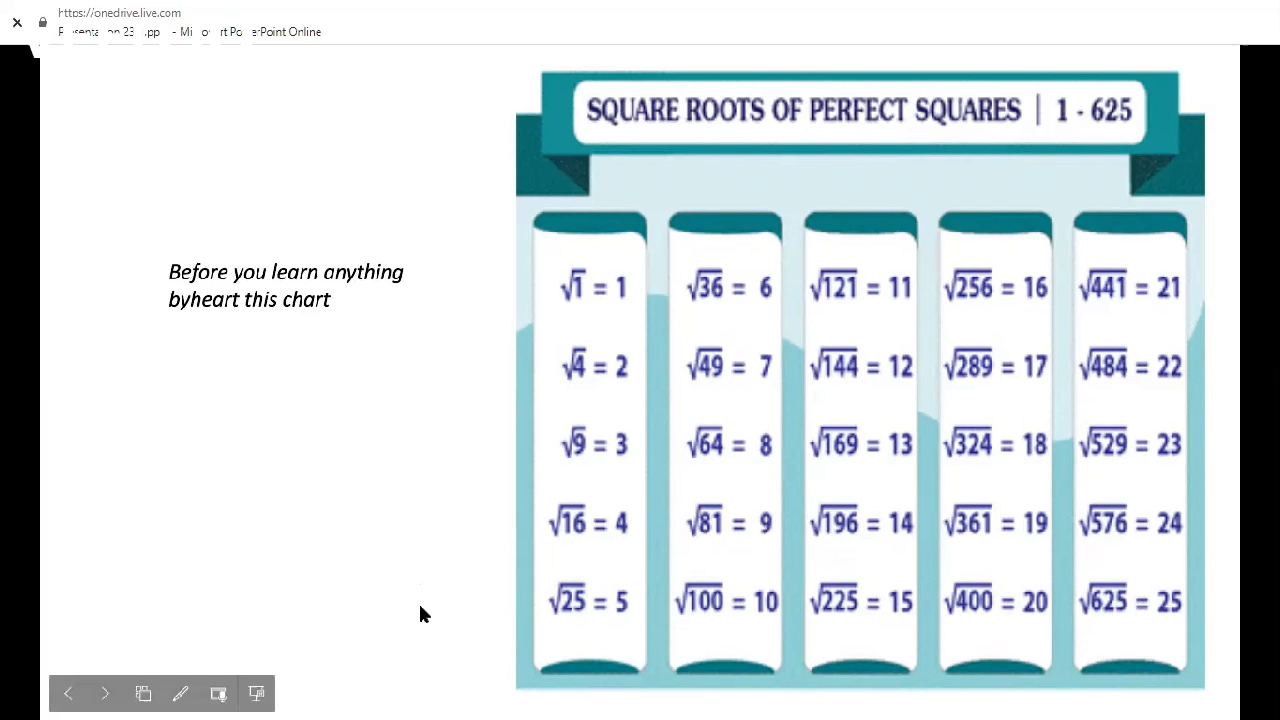 https://onedrive.live.com
PowerPoint Online
SQUARE ROOTS OF PERFECT SQUARES | 1 - 625
Before you learn anything
byheart this chart
√1 = 1
√4 = 2
√9 = 3
√16 = 4
√25 = 5
√36 = 6
√49 = 7
√64 = 8
√81 = 9
√100 = 10
√121 = 11
√144 = 12
√169 = 13
√196 = 14
√225 = 15
√256 = 16
√289 = 17
√324 = 18
√361 = 19
√400 = 20
√441 = 21
√484 = 22
√529 = 23
√576 = 24
√625 = 25